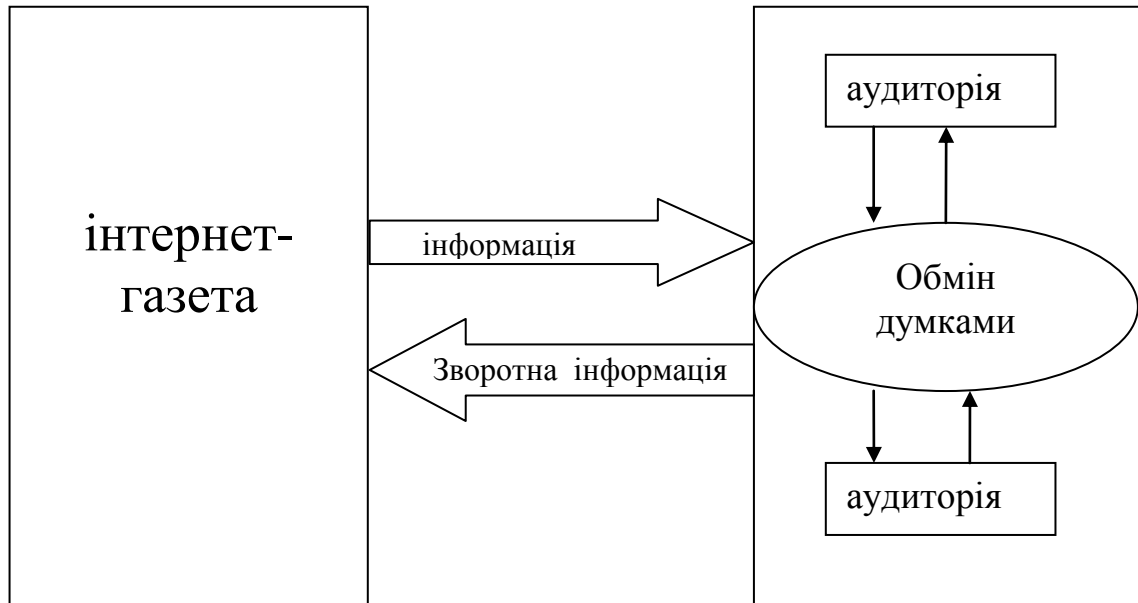 інтернет-
газета
інформація
Зворотна інформація
аудиторія
Обмін
думками
аудиторія